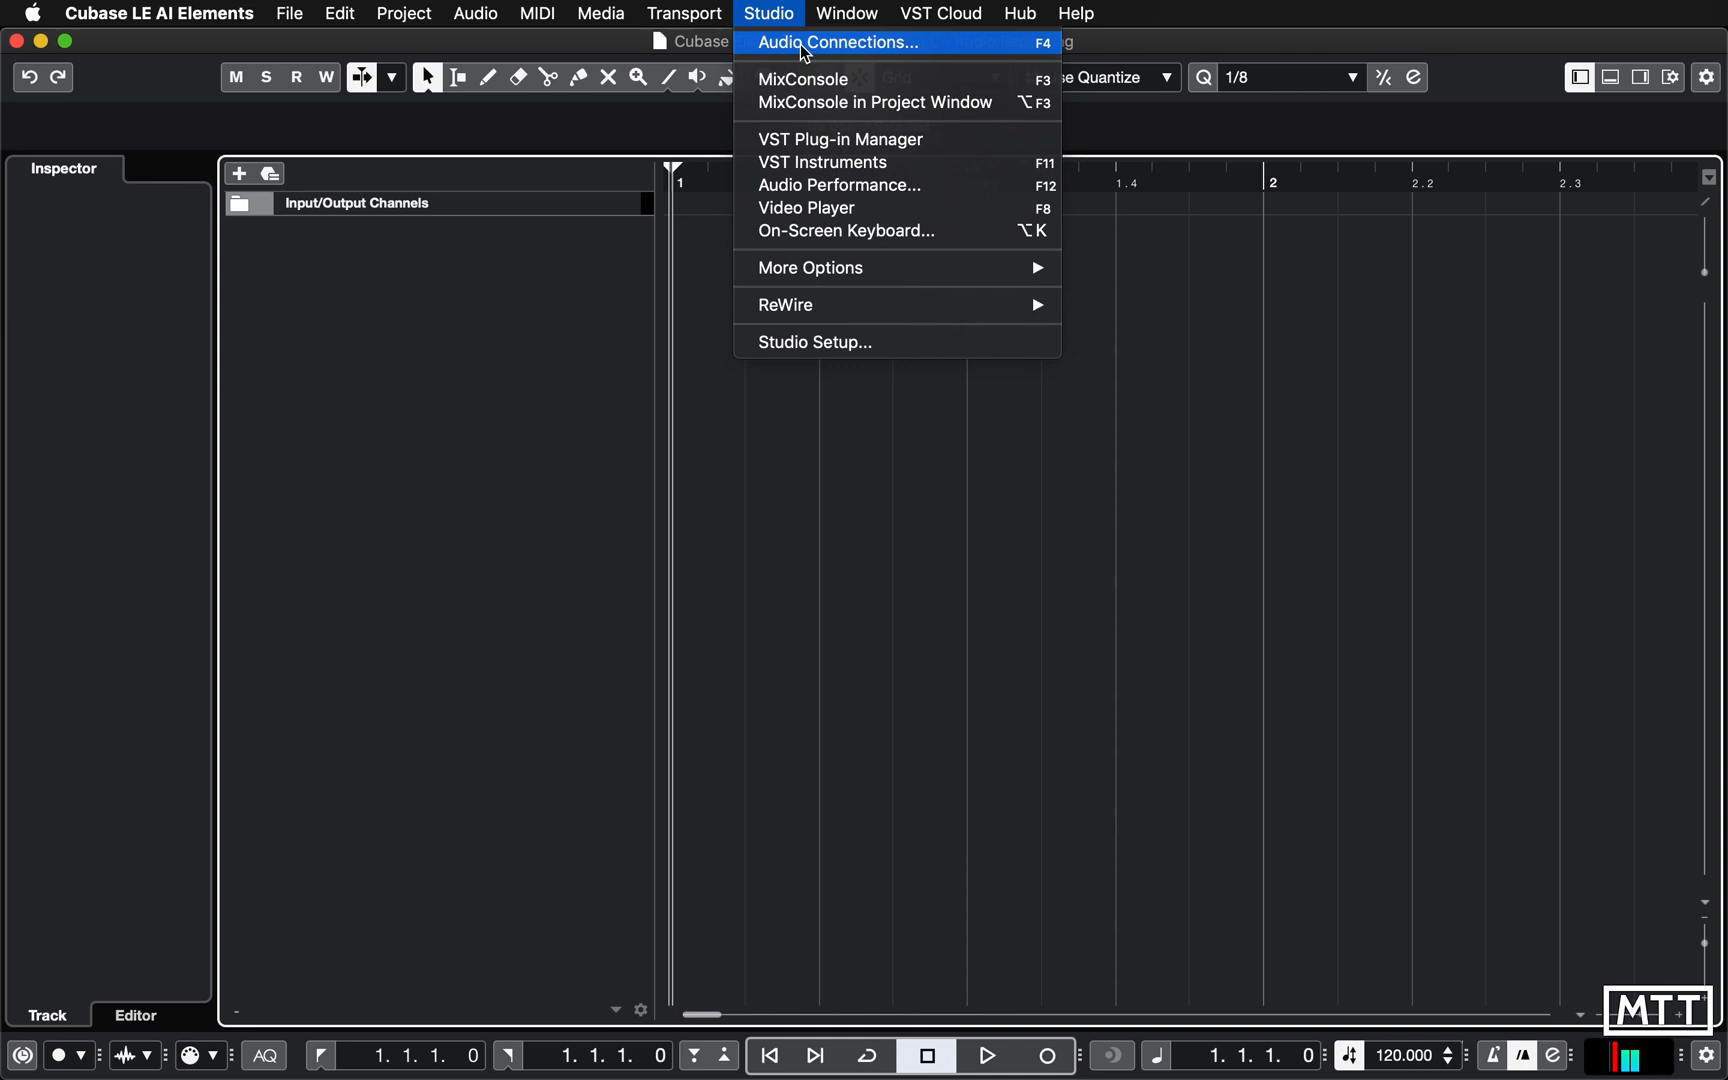 Cubase LE AI Elements File Edit Project Audio MIDI Media Transport Studio Window VST Cloud Hub Help
Cubase
Audio Connections... F4
M S R W
MixConsole F3
se Quantize
Q 1/8
MixConsole in Project Window ⌥F3
VST Plug-in Manager
VST Instruments F11
Audio Performance... F12
Video Player F8
On-Screen Keyboard... ⌥K
More Options
ReWire
Studio Setup...
Inspector
Input/Output Channels
1 1.4 2 2.2 2.3
Track Editor
MTT
AQ 1. 1. 1. 0 1. 1. 1. 0 1. 1. 1. 0 120.000